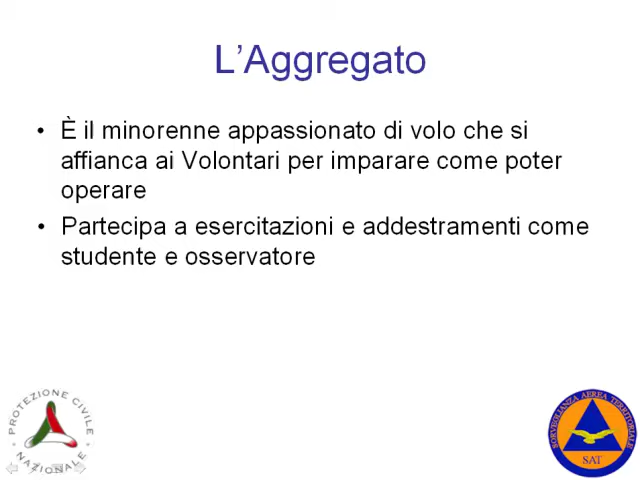 L'Aggregato
• È il minorenne appassionato di volo che si
affianca ai Volontari per imparare come poter
operare
• Partecipa a esercitazioni e addestramenti come
studente e osservatore
PROTEZIONE CIVILE
NAZIONALE
SORVEGLIANZA AEREA TERRITORIALE
SAT